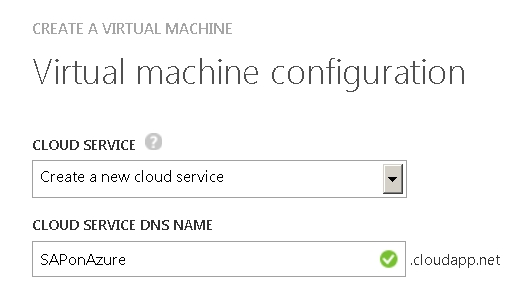 CREATE A VIRTUAL MACHINE
Virtual machine configuration
CLOUD SERVICE ?
Create a new cloud service
CLOUD SERVICE DNS NAME
SAPonAzure .cloudapp.net